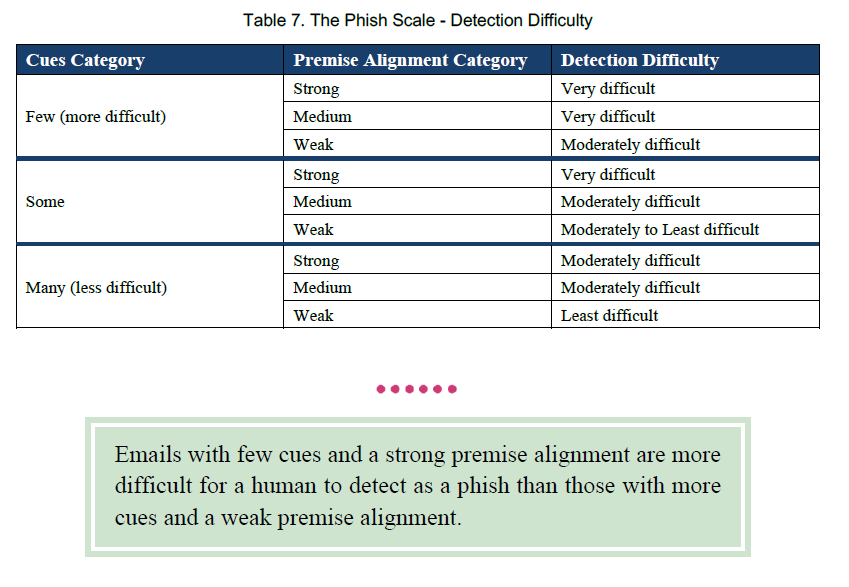 Table 7. The Phish Scale - Detection Difficulty
Cues Category Premise Alignment Category Detection Difficulty
Few (more difficult)
Strong Very difficult
Medium Very difficult
Weak Moderately difficult
Some
Strong Very difficult
Medium Moderately difficult
Weak Moderately to Least difficult
Many (less difficult)
Strong Moderately difficult
Medium Moderately difficult
Weak Least difficult
Emails with few cues and a strong premise alignment are more
difficult for a human to detect as a phish than those with more
cues and a weak premise alignment.